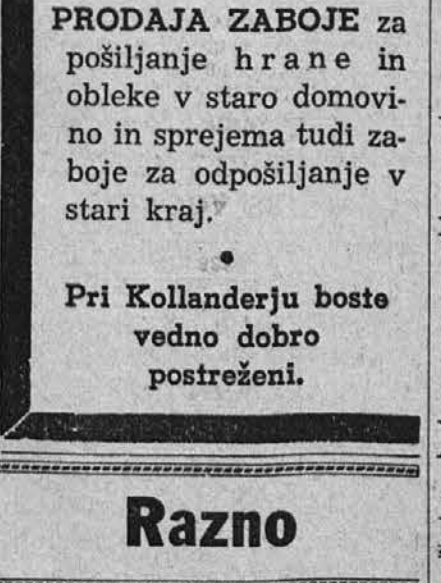 PRODAJA ZABOJE za
pošiljanje hrane in
obleke v staro domovi-
no in sprejema tudi za-
boje za odpošiljanje v
stari kraj.
•
Pri Kollanderju boste
vedno dobro
postreženi.
Razno